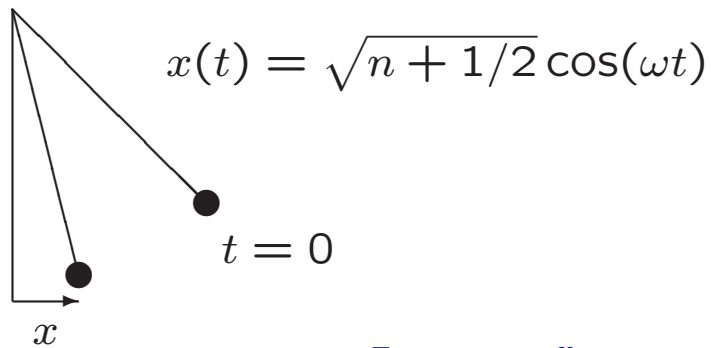 x(t) = √(n + 1/2) cos(ωt)
t = 0
x